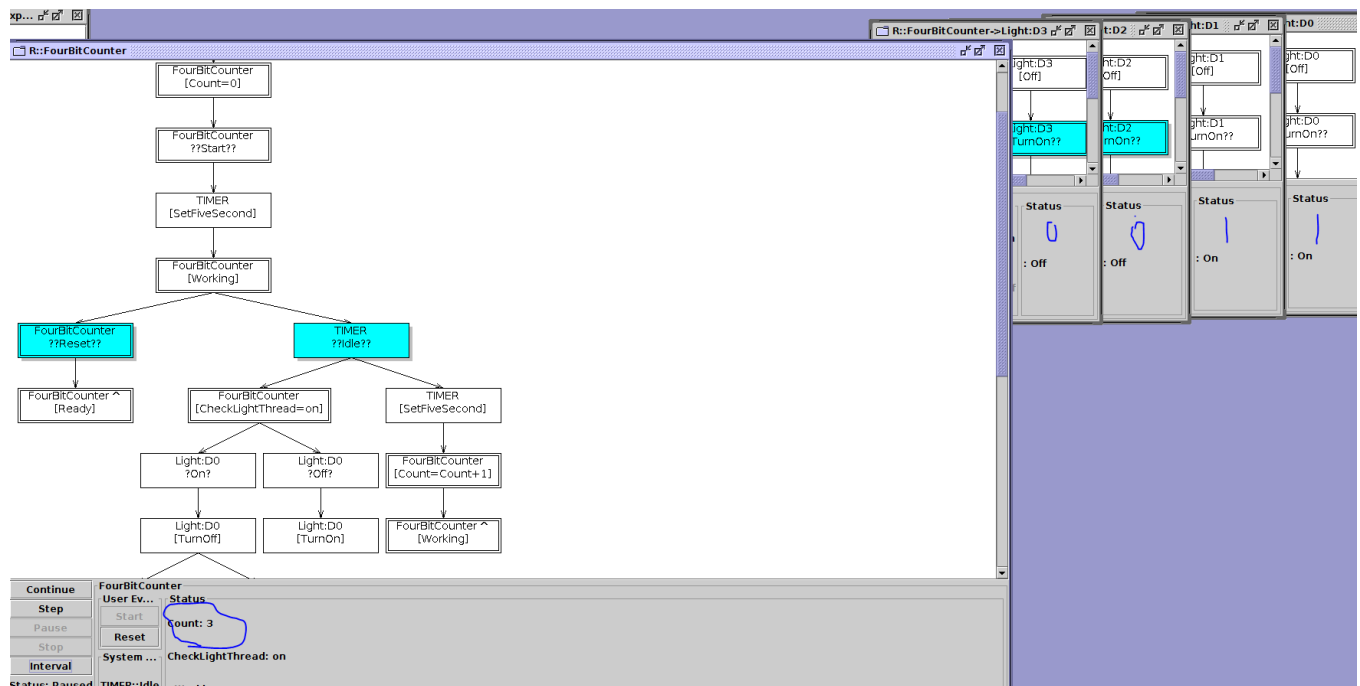 xp...
R::FourBitCounter->Light:D3
t:D2
ht:D1
ht:D0
R::FourBitCounter
FourBitCounter
[Count=0]
FourBitCounter
??Start??
TIMER
[SetFiveSecond]
FourBitCounter
[Working]
FourBitCounter
??Reset??
TIMER
??Idle??
FourBitCounter ^
[Ready]
FourBitCounter
[CheckLightThread=on]
TIMER
[SetFiveSecond]
Light:D0
?On?
Light:D0
?Off?
FourBitCounter
[Count=Count+1]
Light:D0
[TurnOff]
Light:D0
[TurnOn]
FourBitCounter ^
[Working]
ight:D3
[Off]
ight:D3
TurnOn??
ht:D2
Off]
ht:D2
rnOn??
ght:D1
[Off]
ght:D1
urnOn??
ght:D0
[Off]
ght:D0
urnOn??
Status
0
: Off
Status
0
: Off
Status
1
: On
Status
1
: On
Continue
Step
Pause
Stop
Interval
Status: Paused
FourBitCounter
User Ev...
Start
Reset
System ...
TIMER::Idle
Status
Count: 3
CheckLightThread: on